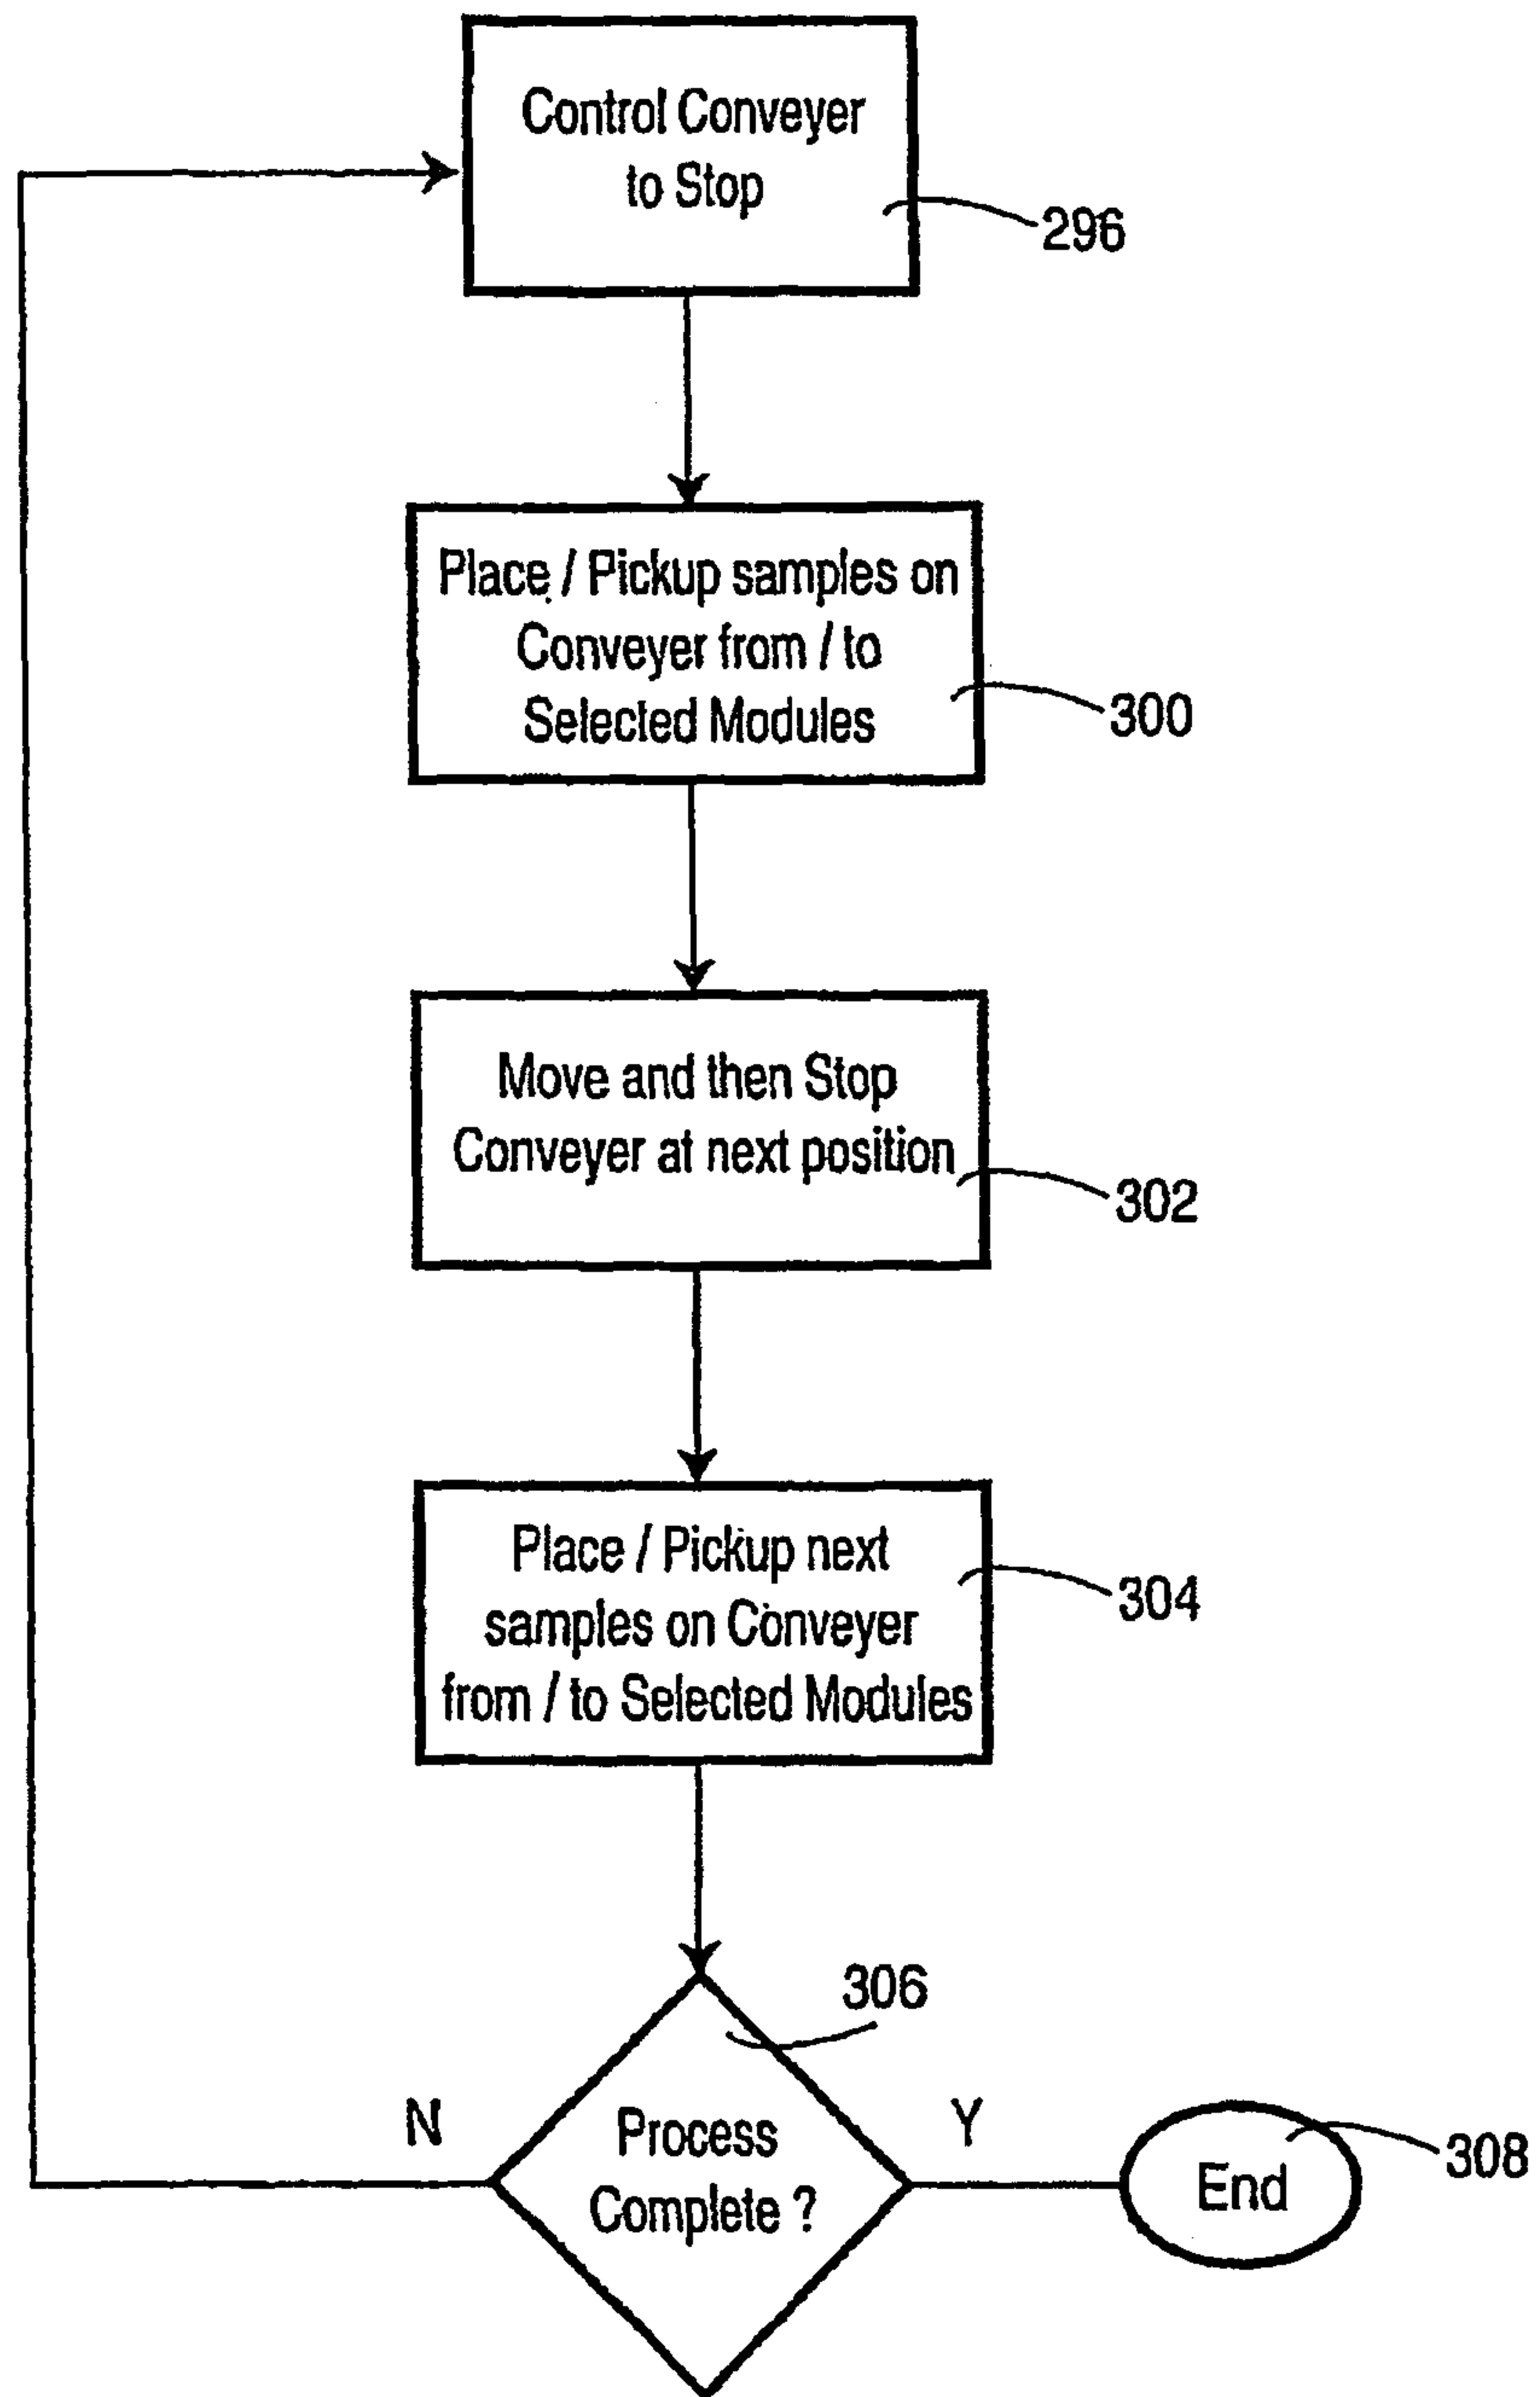 Control Conveyer
to Stop
296
Place / Pickup samples on
Conveyer from / to
Selected Modules
300
Move and then Stop
Conveyer at next position
302
Place / Pickup next
samples on Conveyer
from / to Selected Modules
304
306
N
Process
Complete ?
Y
End
308